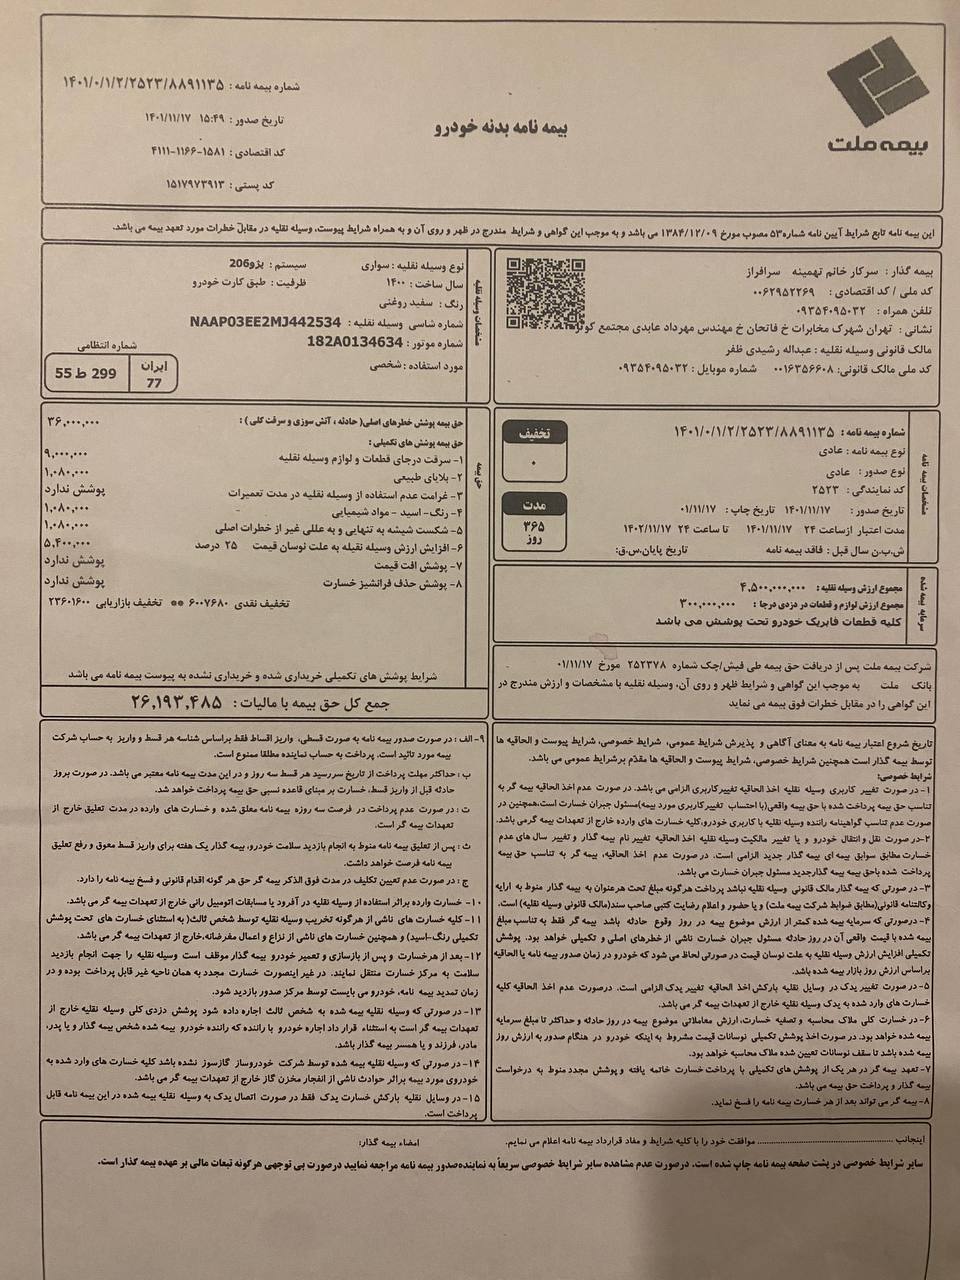 بیمه ملت
بیمه نامه بدنه خودرو
شماره بیمه نامه : ۱۴۰۱/۰/۱/۲/۲۵۲۳/۸۸۹۱۱۳۵
تاریخ صدور : ۱۵:۴۹ ۱۴۰۱/۱۱/۱۷
کد اقتصادی : ۴۱۱۱-۱۱۶۶-۱۵۸۱
کد پستی : ۱۵۱۷۹۷۳۹۱۳
این بیمه نامه تابع شرایط آیین نامه شماره۵۳ مصوب مورخ ۱۳۸۴/۱۲/۰۹ می باشد و به موجب این گواهی و شرایط مندرج در ظهر و روی آن و به همراه شرایط پیوست، وسیله نقلیه در مقابل خطرات مورد تعهد بیمه می باشد.
بیمه گذار : سرکار خانم تهمینه سرافراز
کد ملی / کد اقتصادی : ۰۰۶۲۹۵۲۲۶۹
تلفن همراه : ۰۹۳۵۴۰۹۵۰۳۲
نشانی : تهران شهرک مخابرات خ فاتحان خ مهندس مهرداد عابدی مجتمع
مالک قانونی وسیله نقلیه : عبداله رشیدی ظفر
کد ملی مالک قانونی: ۰۰۱۶۳۵۶۶۰۸ شماره موبایل : ۰۹۳۵۴۰۹۵۰۳۲
مشخصات وسیله نقلیه
نوع وسیله نقلیه : سواری سیستم : پژو206
سال ساخت : ۱۴۰۰ ظرفیت : طبق کارت خودرو
رنگ : سفید روغنی
شماره شاسی وسیله نقلیه : NAAP03EE2MJ442534
شماره موتور : 182A0134634
مورد استفاده : شخصی
شماره انتظامی
ایران 77
299 ط 55
مشخصات بیمه نامه
شماره بیمه نامه : ۱۴۰۱/۰/۱/۲/۲۵۲۳/۸۸۹۱۱۳۵
نوع بیمه نامه : عادی
نوع صدور : عادی
کد نمایندگی : ۲۵۲۳
تاریخ صدور : ۱۴۰۱/۱۱/۱۷ تاریخ چاپ : ۰۱/۱۱/۱۷
مدت اعتبار ازساعت ۲۴ ۱۴۰۱/۱۱/۱۷ تا ساعت ۲۴ ۱۴۰۲/۱۱/۱۷
ش.ب.ن سال قبل : فاقد بیمه نامه تاریخ پایان.س.ق:
تخفیف
۰
مدت
۳۶۵
روز
سرمایه بیمه شده
مجموع ارزش وسیله نقلیه : ۴,۵۰۰,۰۰۰,۰۰۰
مجموع ارزش لوازم و قطعات در دزدی درجا : ۳۰۰,۰۰۰,۰۰۰
کلیه قطعات فابریک خودرو تحت پوشش می باشد
شرکت بیمه ملت پس از دریافت حق بیمه طی فیش/چک شماره ۲۵۲۳۷۸ مورخ ۰۱/۱۱/۱۷
بانک ملت به موجب این گواهی و شرایط ظهر و روی آن، وسیله نقلیه با مشخصات و ارزش مندرج در
این گواهی را در مقابل خطرات فوق بیمه می نماید
حق بیمه
حق بیمه پوشش خطرهای اصلی( حادثه ، آتش سوزی و سرقت کلی ) : ۳۶,۰۰۰,۰۰۰
حق بیمه پوشش های تکمیلی :
۱- سرقت درجای قطعات و لوازم وسیله نقلیه ۹,۰۰۰,۰۰۰
۲- بلایای طبیعی ۱,۰۸۰,۰۰۰
۳- غرامت عدم استفاده از وسیله نقلیه در مدت تعمیرات پوشش ندارد
۴- رنگ- اسید - مواد شیمیایی ۱,۰۸۰,۰۰۰
۵- شکست شیشه به تنهایی و به عللی غیر از خطرات اصلی ۱,۰۸۰,۰۰۰
۶- افزایش ارزش وسیله نقیله به علت نوسان قیمت ۲۵ درصد ۵,۴۰۰,۰۰۰
۷- پوشش افت قیمت پوشش ندارد
۸- پوشش حذف فرانشیز خسارت پوشش ندارد
تخفیف نقدی ۶۰۰۷۶۸۰ ** تخفیف بازاریابی ۲۳۶۰۱۶۰۰
شرایط پوشش های تکمیلی خریداری شده و خریداری نشده به پیوست بیمه نامه می باشد
جمع کل حق بیمه با مالیات : ۲۶,۱۹۳,۴۸۵
تاریخ شروع اعتبار بیمه نامه به معنای آگاهی و پذیرش شرایط عمومی، شرایط خصوصی، شرایط پیوست و الحاقیه ها
توسط بیمه گذار است همچنین شرایط خصوصی، شرایط پیوست و الحاقیه ها مقدّم برشرایط عمومی می باشد.
شرایط خصوصی:
۱- در صورت تغییر کاربری وسیله نقلیه اخذ الحاقیه تغییرکاربری الزامی می باشد. در صورت عدم اخذ الحاقیه بیمه گر به
تناسب حق بیمه پرداخت شده با حق بیمه واقعی(با احتساب تغییرکاربری مورد بیمه)مسئول جبران خسارت است،همچنین در
صورت عدم تناسب گواهینامه راننده وسیله نقلیه با کاربری خودرو،کلیه خسارت های وارده خارج از تعهدات بیمه گرمی باشد.
۲-در صورت نقل و انتقال خودرو و یا تغییر مالکیت وسیله نقلیه اخذ الحاقیه تغییر نام بیمه گذار و تغییر سال های عدم
خسارت مطابق سوابق بیمه ای بیمه گذار جدید الزامی است. در صورت عدم اخذ الحاقیه، بیمه گر به تناسب حق بیمه
پرداخت شده باحق بیمه بیمه گذارجدید مسئول جبران خسارت می باشد.
۳- در صورتی که بیمه گذار مالک قانونی وسیله نقلیه نباشد پرداخت هرگونه مبلغ تحت هرعنوان به بیمه گذار منوط به ارایه
وکالتنامه قانونی(مطابق ضوابط شرکت بیمه ملت) و یا حضور و اعلام رضایت کتبی صاحب سند(مالک قانونی وسیله نقلیه) است.
۴- درصورتی که سرمایه بیمه شده کمتر از ارزش موضوع بیمه در روز وقوع حادثه باشد بیمه گر فقط به تناسب مبلغ
بیمه شده با قیمت واقعی آن در روز حادثه مسئول جبران خسارت ناشی از خطرهای اصلی و تکمیلی خواهد بود. پوشش
تکمیلی افزایش ارزش وسیله نقلیه به علت نوسان قیمت در صورتی لحاظ می شود که خودرو در زمان صدور بیمه نامه یا الحاقیه
براساس ارزش روز بازار بیمه شده باشد.
۵- در صورت تغییر یدک در وسایل نقلیه بارکش اخذ الحاقیه تغییر یدک الزامی است. درصورت عدم اخذ الحاقیه کلیه
خسارت های وارد شده به یدک وسیله نقلیه خارج از تعهدات بیمه گر می باشد.
۶- در خسارت کلی ملاک محاسبه و تصفیه خسارت، ارزش معاملاتی موضوع بیمه در روز حادثه و حداکثر تا مبلغ سرمایه
بیمه شده خواهد بود. در صورت اخذ پوشش تکمیلی نوسانات قیمت مشروط به اینکه خودرو در هنگام صدور به ارزش روز
بیمه شده باشد تا سقف نوسانات تعیین شده ملاک محاسبه خواهد بود.
۷- تعهد بیمه گر در هر یک از پوشش های تکمیلی با پرداخت خسارت خاتمه یافته و پوشش مجدد منوط به درخواست
بیمه گذار و پرداخت حق بیمه می باشد.
۸- بیمه گر می تواند بعد از هر خسارت بیمه نامه را فسخ نماید.
۹- الف : در صورت صدور بیمه نامه به صورت قسطی، واریز اقساط فقط براساس شناسه هر قسط و واریز به حساب شرکت
بیمه مورد تائید است. پرداخت به حساب نماینده مطلقا ممنوع است.
ب : حداکثر مهلت پرداخت از تاریخ سررسید هر قسط سه روز و در این مدت بیمه نامه معتبر می باشد. در صورت بروز
حادثه قبل از واریز قسط، خسارت بر مبنای قاعده نسبی حق بیمه پرداخت خواهد شد.
ت : در صورت عدم پرداخت در فرصت سه روزه بیمه نامه معلق شده و خسارت های وارده در مدت تعلیق خارج از
تعهدات بیمه گر است.
ث : پس از تعلیق بیمه نامه منوط به انجام بازدید سلامت خودرو، بیمه گذار یک هفته برای واریز قسط معوق و رفع تعلیق
بیمه نامه فرصت خواهد داشت.
ج : در صورت عدم تعیین تکلیف در مدت فوق الذکر بیمه گر حق هر گونه اقدام قانونی و فسخ بیمه نامه را دارد.
۱۰- خسارت وارده براثر استفاده از وسیله نقلیه در آفرود یا مسابقات اتومبیل رانی خارج از تعهدات بیمه گر می باشد.
۱۱- کلیه خسارت های ناشی از هرگونه تخریب وسیله نقلیه توسط شخص ثالث( به استثنای خسارت های تحت پوشش
تکمیلی رنگ-اسید) و همچنین خسارت های ناشی از نزاع و اعمال مغرضانه،خارج از تعهدات بیمه گر می باشد.
۱۲- بعد از هرخسارت و پس از بازسازی و تعمیر خودرو بیمه گذار موظف است وسیله نقلیه را جهت انجام بازدید
سلامت به مرکز خسارت منتقل نمایند. در غیر اینصورت خسارت مجدد به همان ناحیه غیر قابل پرداخت بوده و در
زمان تمدید بیمه نامه، خودرو می بایست توسط مرکز صدور بازدید شود.
۱۳- در صورتی که وسیله نقلیه بیمه شده به شخص ثالث اجاره داده شود پوشش دزدی کلی وسیله نقلیه خارج از
تعهدات بیمه گر است به استثناء قرار داد اجاره خودرو با راننده که راننده خودرو بیمه شده شخص بیمه گذار و یا پدر،
مادر، فرزند و یا همسر بیمه گذار باشد.
۱۴- در صورتی که وسیله نقلیه بیمه شده توسط شرکت خودروساز گازسوز نشده باشد کلیه خسارت های وارد شده به
خودروی مورد بیمه براثر حوادث ناشی از انفجار مخزن گاز خارج از تعهدات بیمه گر می باشد.
۱۵- در وسایل نقلیه بارکش خسارت یدک فقط در صورت اتصال یدک به وسیله نقلیه بیمه شده در این بیمه نامه قابل
پرداخت است.
اینجانب ............................................ موافقت خود را با کلیه شرایط و مفاد قرارداد بیمه نامه اعلام می نمایم. امضاء بیمه گذار:
سایر شرایط خصوصی در پشت صفحه بیمه نامه چاپ شده است. درصورت عدم مشاهده سایر شرایط خصوصی سریعاً به نماینده‌صدور بیمه نامه مراجعه نمایید درصورت بی توجهی هرگونه تبعات مالی بر عهده بیمه گذار است.